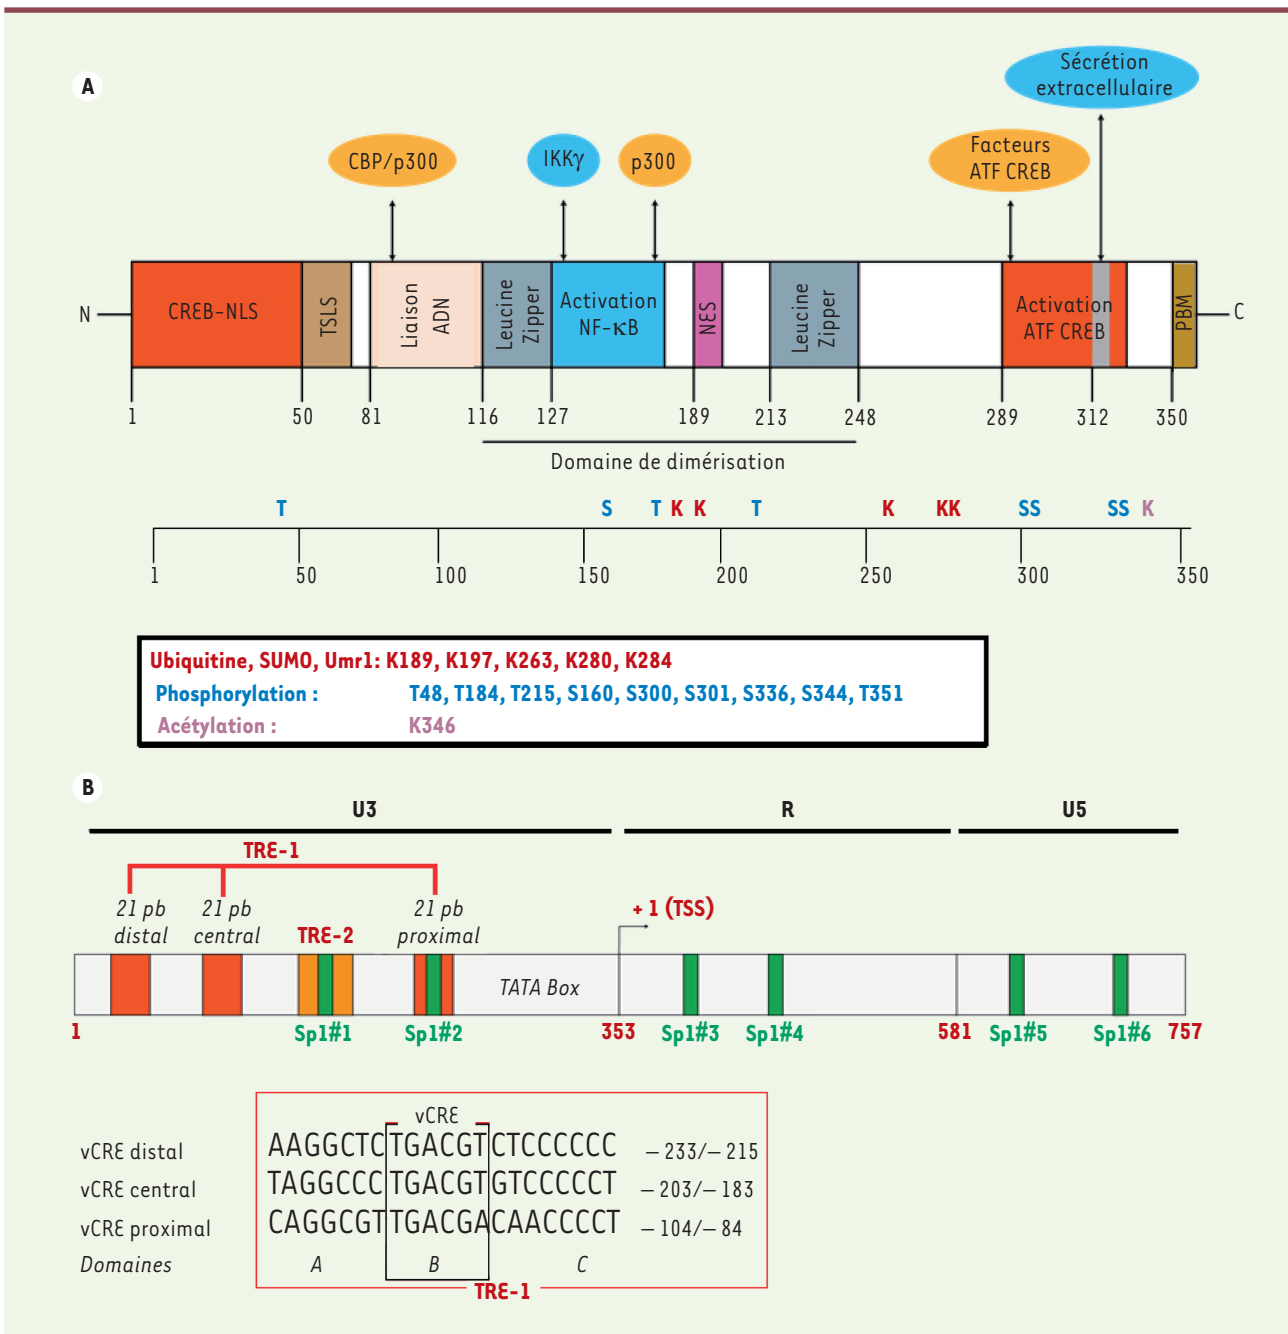 A
Sécrétion
extracellulaire
CBP/p300
IKKγ
p300
Facteurs
ATF CREB
N
CREB-NLS
TSLS
Liaison
ADN
Leucine
Zipper
Activation
NF-κB
NES
Leucine
Zipper
Activation
ATF CREB
PBM
C
1 50 81 116 127 189 213 248 289 312 350
Domaine de dimérisation
T S T K K T K KK SS SS K
1 50 100 150 200 250 300 350
Ubiquitine, SUMO, Umr1: K189, K197, K263, K280, K284
Phosphorylation : T48, T184, T215, S160, S300, S301, S336, S344, T351
Acétylation : K346
B
U3 R U5
TRE-1
21 pb
distal
21 pb
central
TRE-2
21 pb
proximal
+ 1 (TSS)
TATA Box
1 Sp1#1 Sp1#2 353 Sp1#3 Sp1#4 581 Sp1#5 Sp1#6 757
vCRE
vCRE distal AAGGCTCTGACGTCTCCCCCC – 233/– 215
vCRE central TAGGCCCTGACGTGTCCCCCT – 203/– 183
vCRE proximal CAGGCGTTGACGACAACCCCT – 104/– 84
Domaines A B C
TRE-1